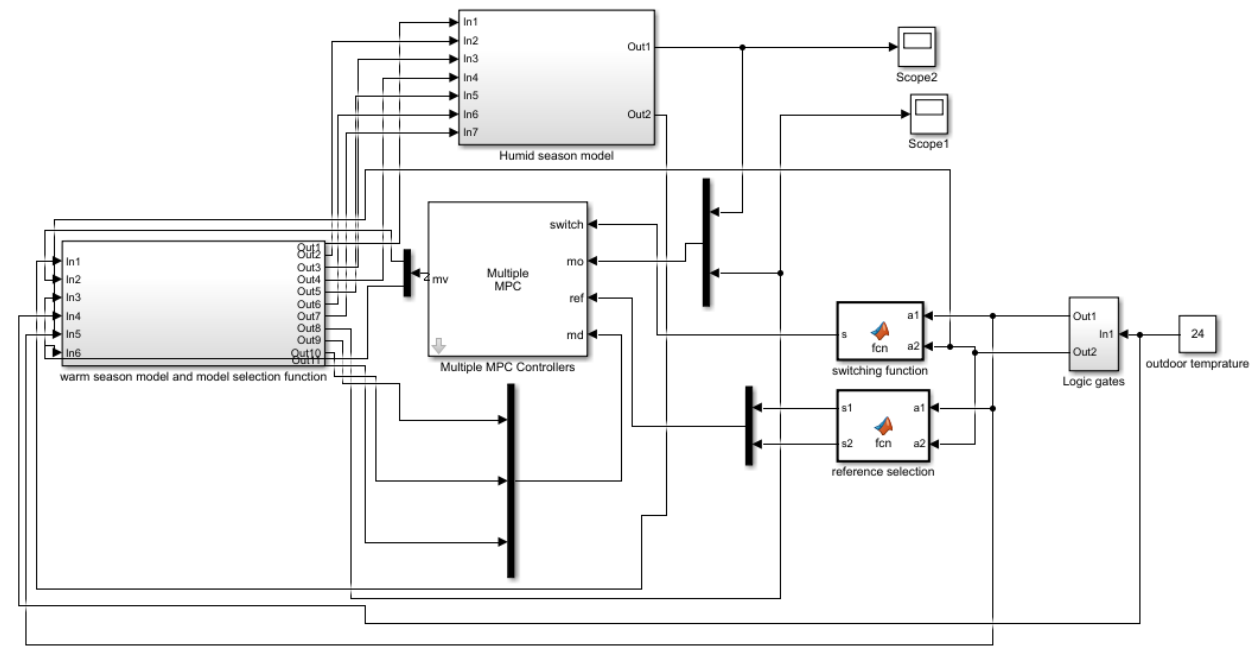 In1
In2
In3
In4
In5
In6
In7
Out1
Out2
Humid season model
Scope2
Scope1
In1
In2
In3
In4
In5
In6
Out1
Out2
Out3
Out4
Out5
Out6
Out7
Out8
Out9
Out10
Out11
warm season model and model selection function
2
mv
Multiple
MPC
switch
mo
ref
md
Multiple MPC Controllers
s
fcn
a1
a2
switching function
s1
s2
fcn
a1
a2
reference selection
Out1
Out2
In1
Logic gates
24
outdoor temprature